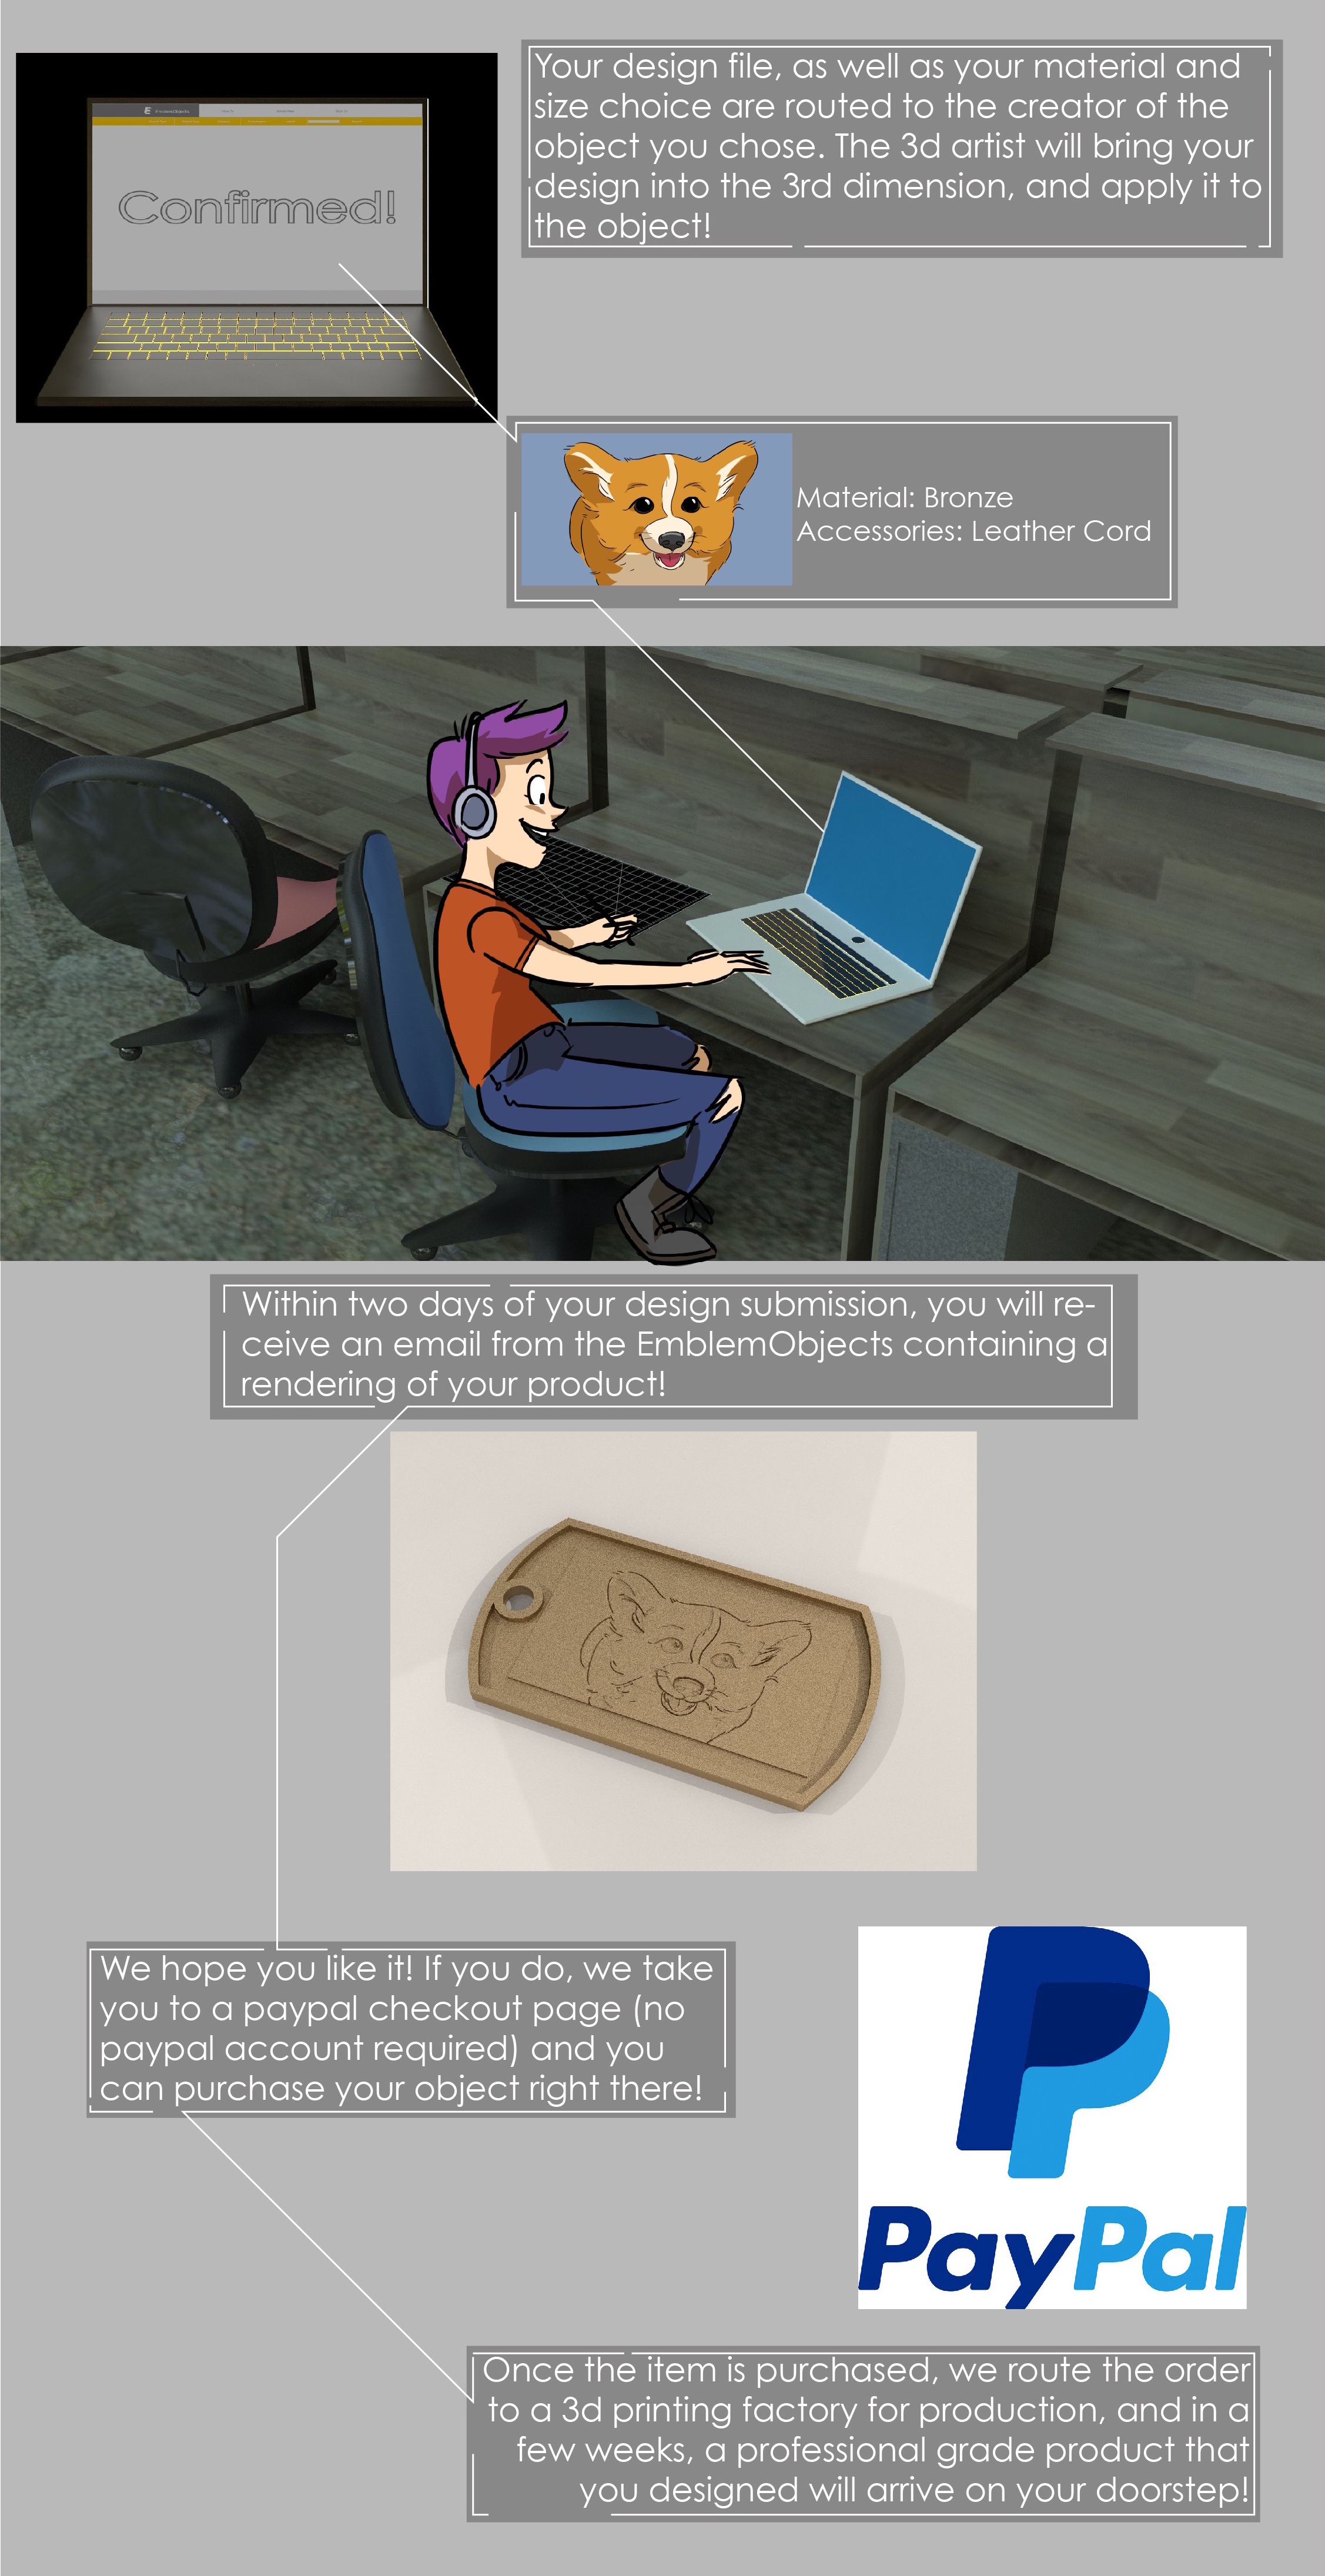 Your design file, as well as your material and
size choice are routed to the creator of the
object you chose. The 3d artist will bring your
design into the 3rd dimension, and apply it to
the object!
Confirmed!
Material: Bronze
Accessories: Leather Cord
Within two days of your design submission, you will re-
ceive an email from the EmblemObjects containing a
rendering of your product!
We hope you like it! If you do, we take
you to a paypal checkout page (no
paypal account required) and you
can purchase your object right there!
PayPal
Once the item is purchased, we route the order
to a 3d printing factory for production, and in a
few weeks, a professional grade product that
you designed will arrive on your doorstep!